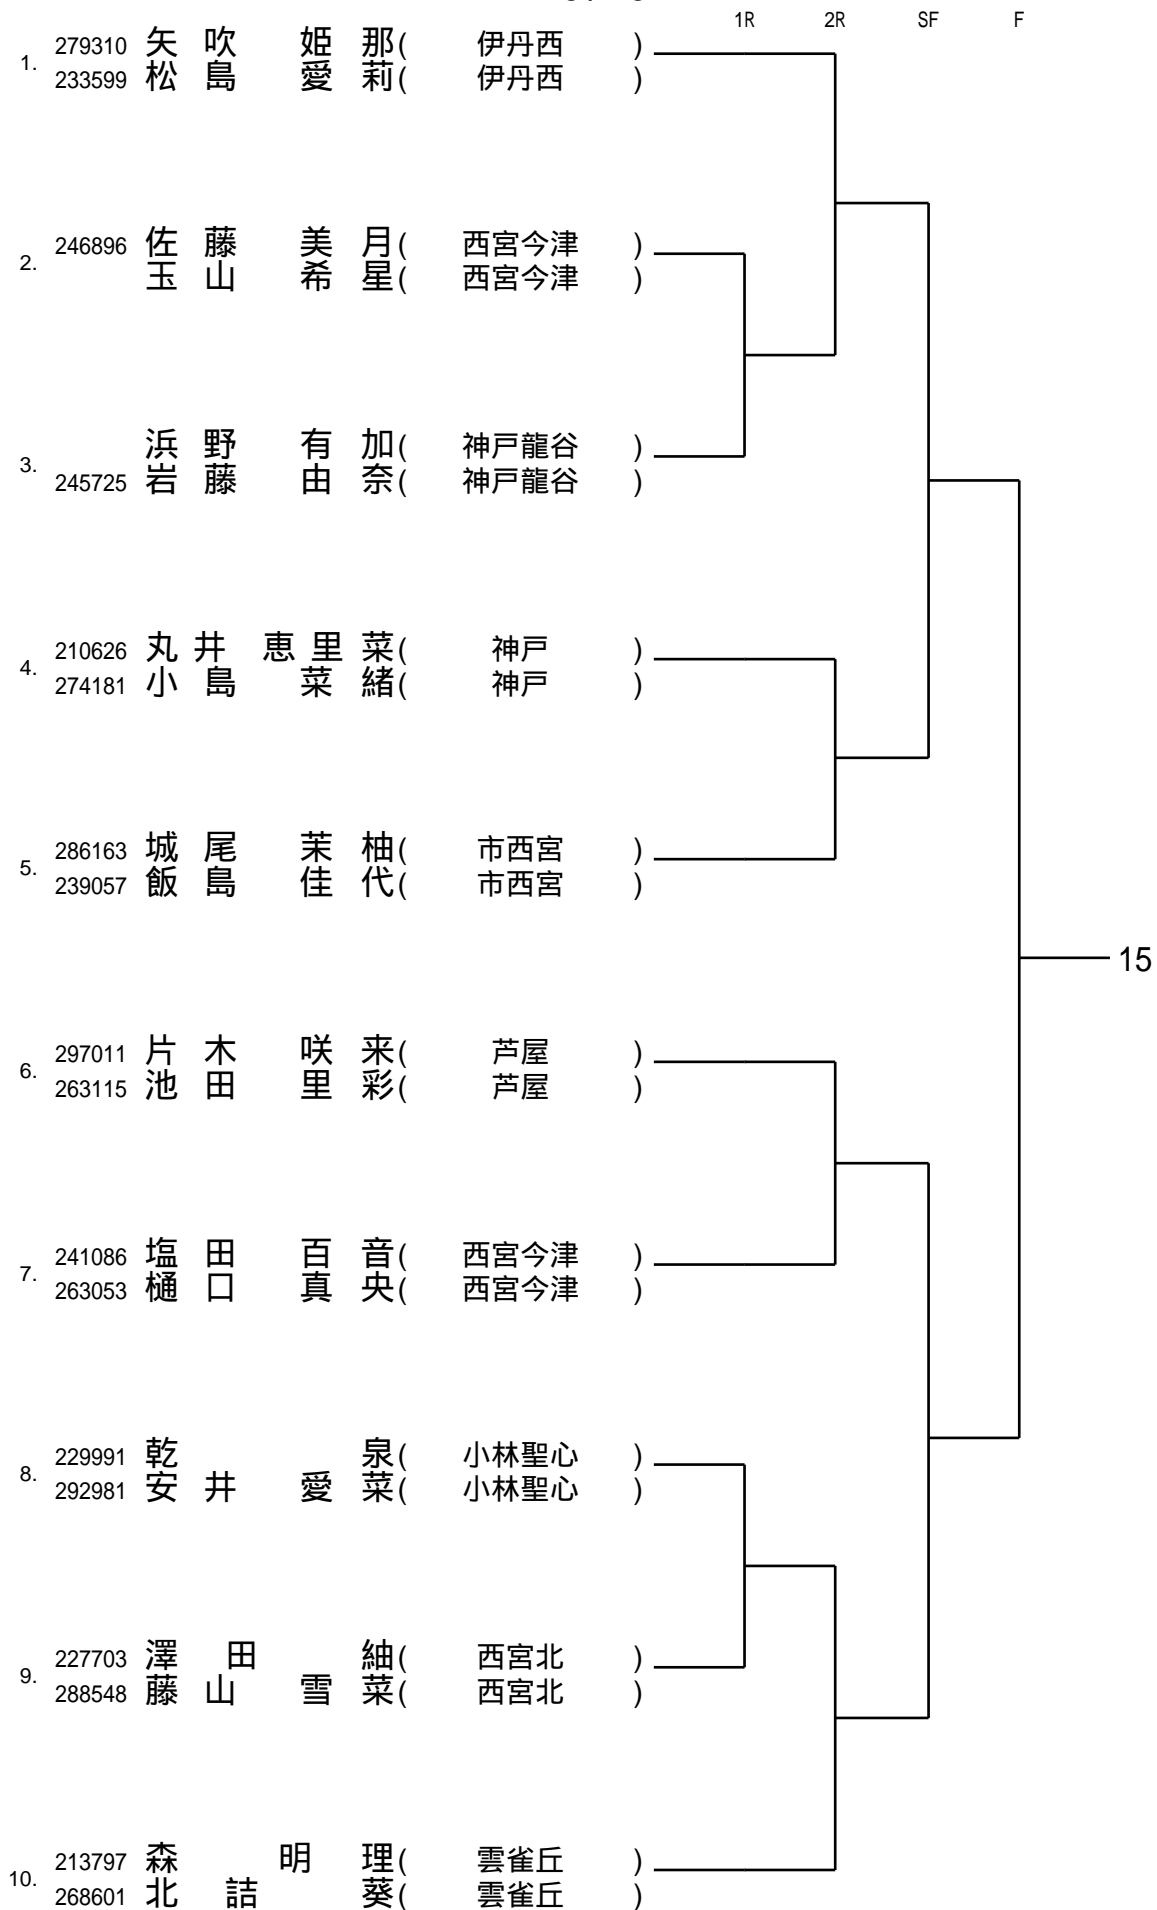 1R 2R SF F
1. 279310 矢吹 姫那( 伊丹西 )
233599 松島 愛莉( 伊丹西 )
2. 246896 佐藤 美月( 西宮今津 )
玉山 希星( 西宮今津 )
3. 浜野 有加( 神戸龍谷 )
245725 岩藤 由奈( 神戸龍谷 )
4. 210626 丸井 恵里菜( 神戸 )
274181 小島 菜緒( 神戸 )
5. 286163 城尾 茉柚( 市西宮 )
239057 飯島 佳代( 市西宮 )
15
6. 297011 片木 咲来( 芦屋 )
263115 池田 里彩( 芦屋 )
7. 241086 塩田 百音( 西宮今津 )
263053 樋口 真央( 西宮今津 )
8. 229991 乾 泉( 小林聖心 )
292981 安井 愛菜( 小林聖心 )
9. 227703 澤田 紬( 西宮北 )
288548 藤山 雪菜( 西宮北 )
10. 213797 森 明理( 雲雀丘 )
268601 北詰 葵( 雲雀丘 )